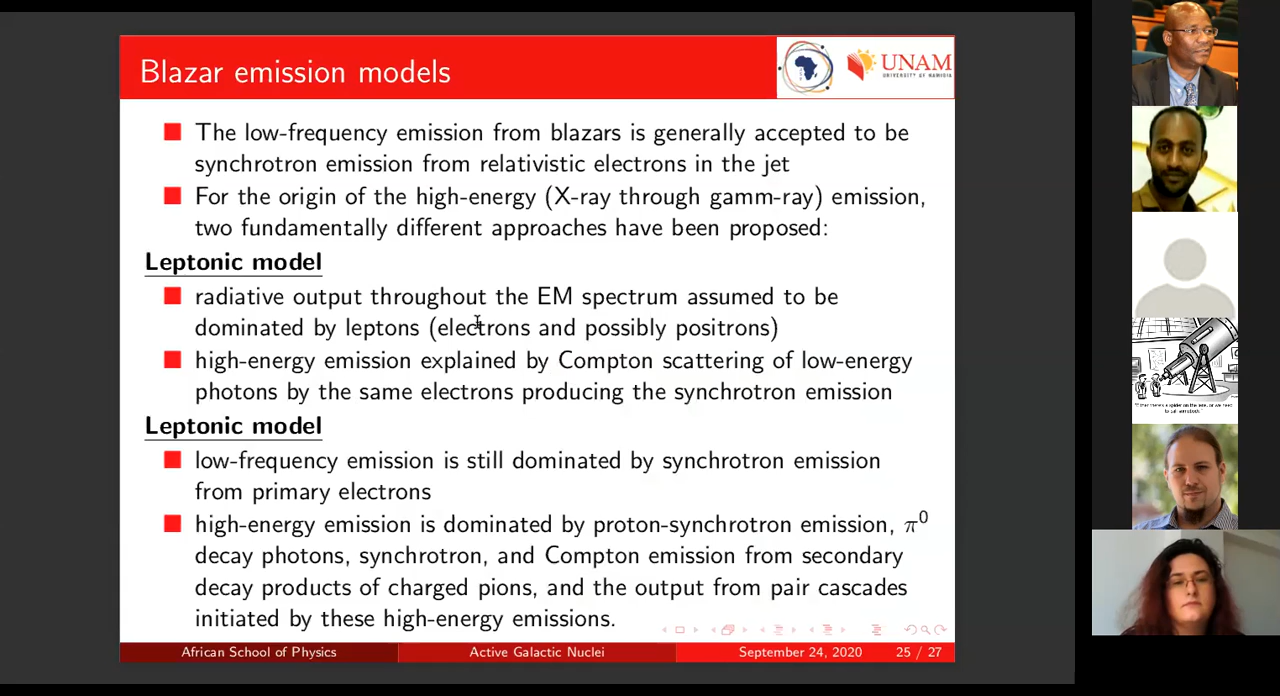 Blazar emission models
UNAM
UNIVERSITY OF NAMIBIA
The low-frequency emission from blazars is generally accepted to be
synchrotron emission from relativistic electrons in the jet
For the origin of the high-energy (X-ray through gamm-ray) emission,
two fundamentally different approaches have been proposed:
Leptonic model
radiative output throughout the EM spectrum assumed to be
dominated by leptons (electrons and possibly positrons)
high-energy emission explained by Compton scattering of low-energy
photons by the same electrons producing the synchrotron emission
Leptonic model
low-frequency emission is still dominated by synchrotron emission
from primary electrons
high-energy emission is dominated by proton-synchrotron emission, π⁰
decay photons, synchrotron, and Compton emission from secondary
decay products of charged pions, and the output from pair cascades
initiated by these high-energy emissions.
African School of Physics
Active Galactic Nuclei
September 24, 2020
25 / 27